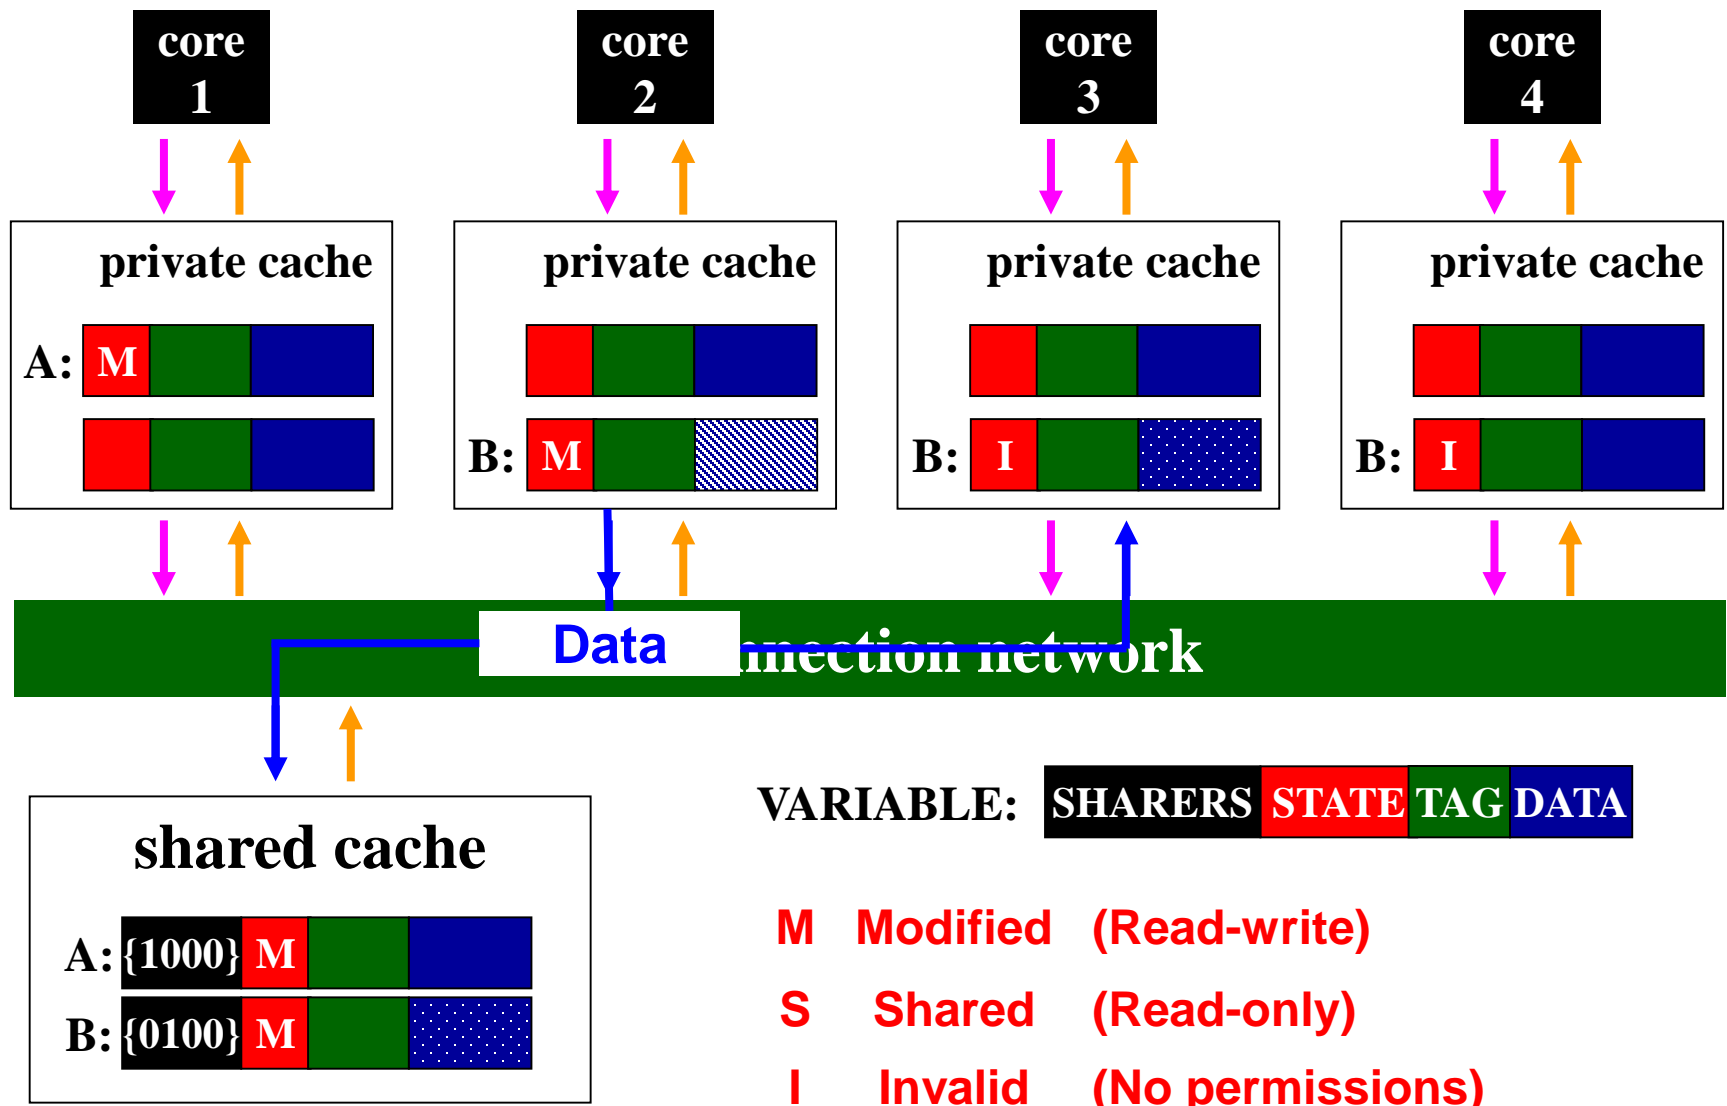 core
1
core
2
core
3
core
4
private cache
private cache
private cache
private cache
A: M
B: M
B: I
B: I
Data
nnection network
VARIABLE: SHARERS STATE TAG DATA
shared cache
A: {1000} M
B: {0100} M
M Modified (Read-write)
S Shared (Read-only)
I Invalid (No permissions)